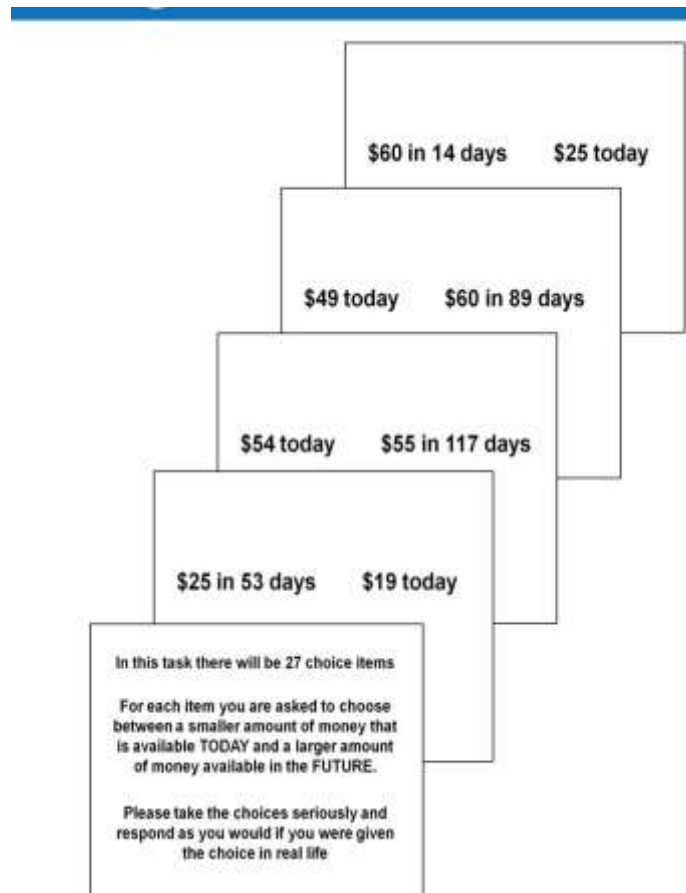 $60 in 14 days $25 today
$49 today $60 in 89 days
$54 today $55 in 117 days
$25 in 53 days $19 today
In this task there will be 27 choice items
For each item you are asked to choose
between a smaller amount of money that
is available TODAY and a larger amount
of money available in the FUTURE.
Please take the choices seriously and
respond as you would if you were given
the choice in real life